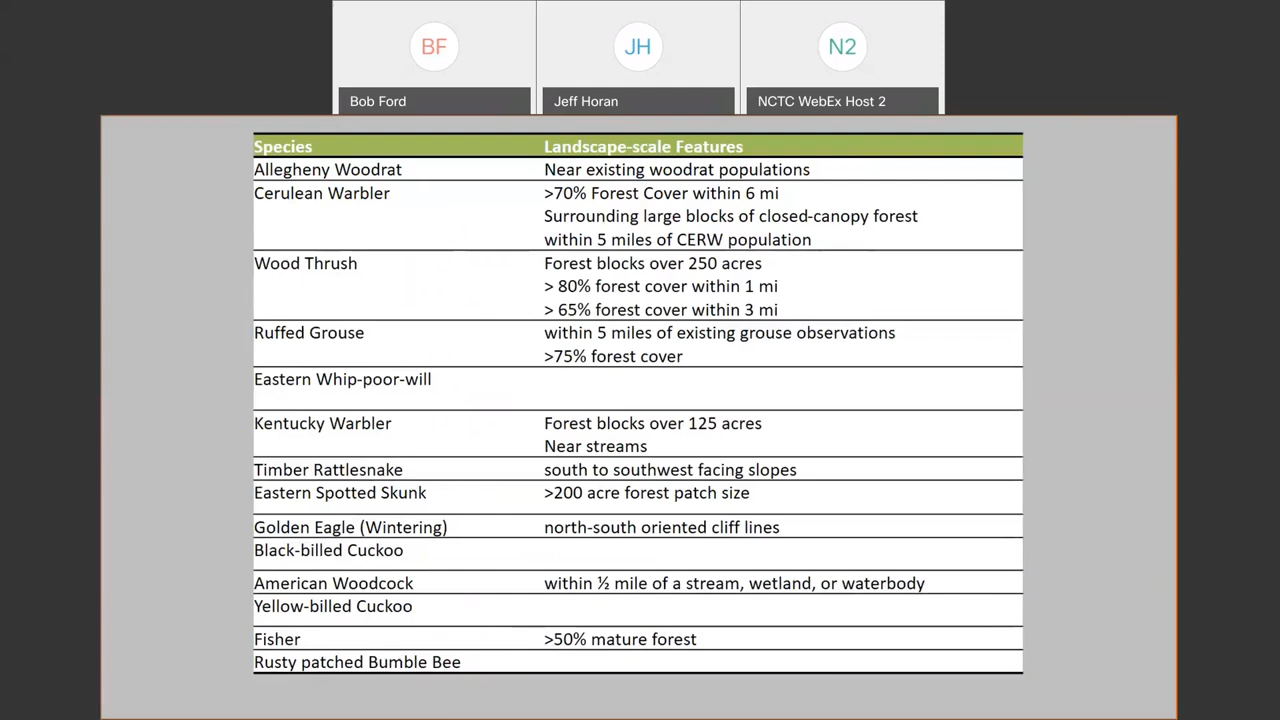 BF
JH
N2
Bob Ford
Jeff Horan
NCTC WebEx Host 2
Species Landscape-scale Features
Allegheny Woodrat Near existing woodrat populations
Cerulean Warbler >70% Forest Cover within 6 mi
Surrounding large blocks of closed-canopy forest
within 5 miles of CERW population
Wood Thrush Forest blocks over 250 acres
> 80% forest cover within 1 mi
> 65% forest cover within 3 mi
Ruffed Grouse within 5 miles of existing grouse observations
>75% forest cover
Eastern Whip-poor-will
Kentucky Warbler Forest blocks over 125 acres
Near streams
Timber Rattlesnake south to southwest facing slopes
Eastern Spotted Skunk >200 acre forest patch size
Golden Eagle (Wintering) north-south oriented cliff lines
Black-billed Cuckoo
American Woodcock within ½ mile of a stream, wetland, or waterbody
Yellow-billed Cuckoo
Fisher >50% mature forest
Rusty patched Bumble Bee